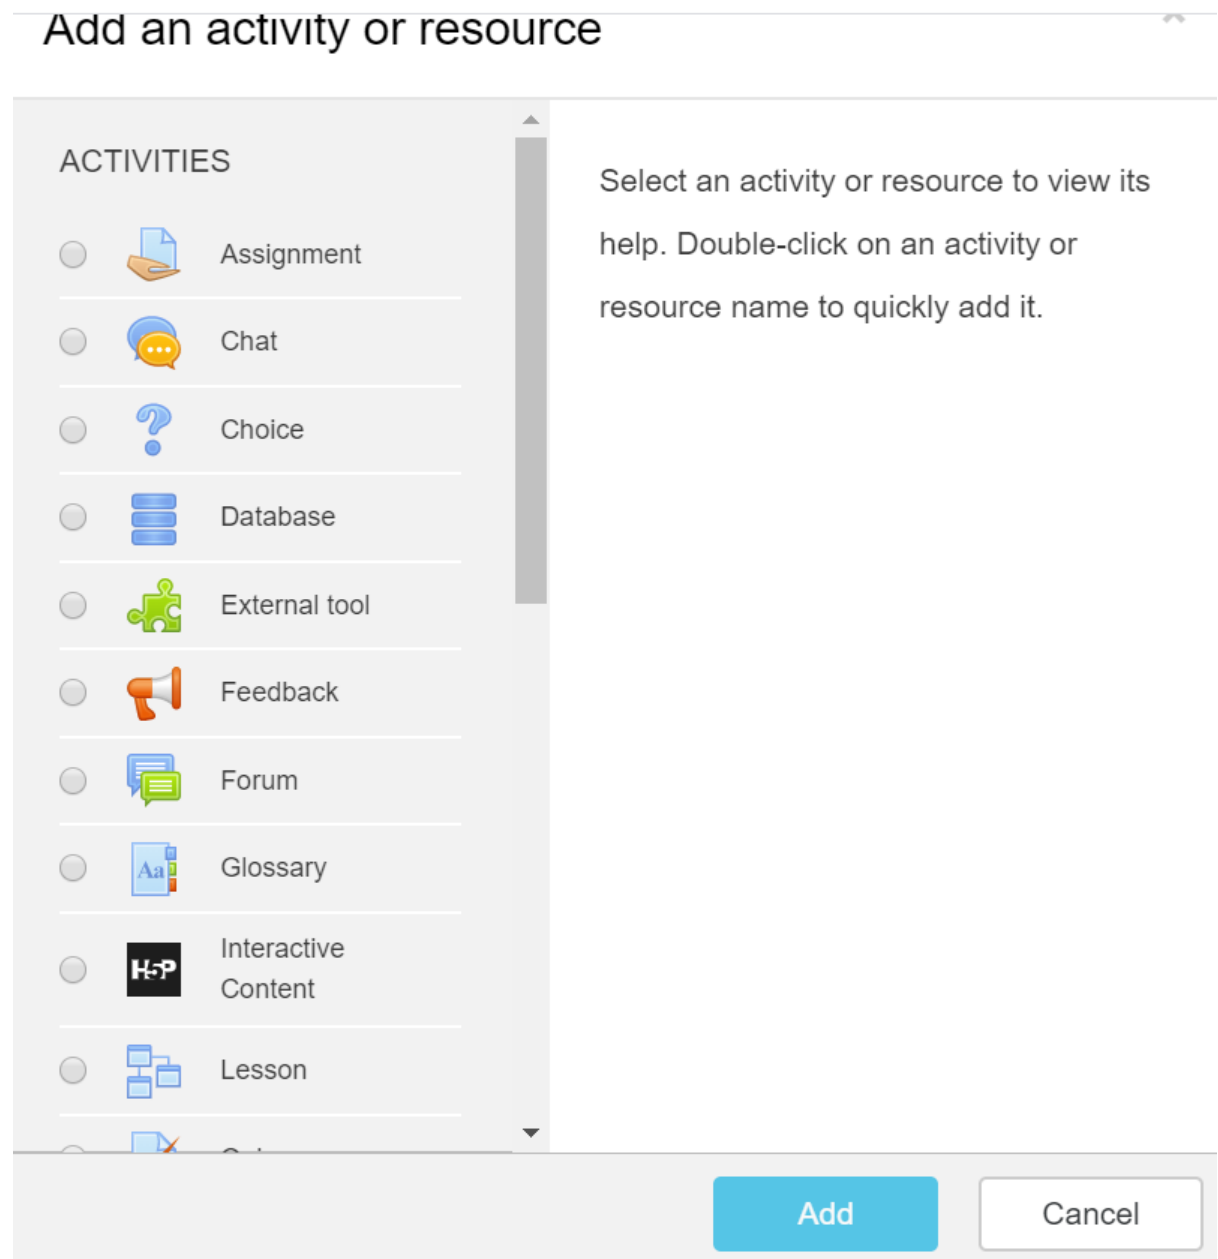 Add an activity or resource
ACTIVITIES
Assignment
Chat
Choice
Database
External tool
Feedback
Forum
Aa
Glossary
H5P
Interactive
Content
Lesson
Select an activity or resource to view its
help. Double-click on an activity or
resource name to quickly add it.
Add
Cancel